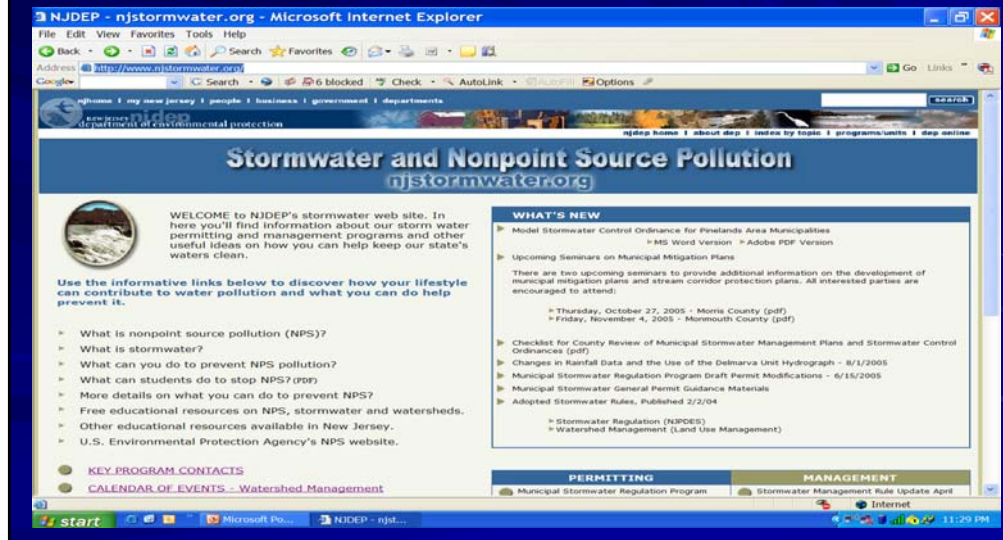 NJDEP - njstormwater.org - Microsoft Internet Explorer
File Edit View Favorites Tools Help
Back Search Favorites
Address http://www.njstormwater.org/ Go Links
Google Search 6 blocked Check AutoLink AutoFill Options
njhome | my new jersey | people | business | government | departments
search
new jersey njdep
department of environmental protection
njdep home | about dep | index by topic | programs/units | dep online
Stormwater and Nonpoint Source Pollution
njstormwater.org
WELCOME to NJDEP's stormwater web site. In
here you'll find information about our storm water
permitting and management programs and other
useful ideas on how you can help keep our state's
waters clean.
Use the informative links below to discover how your lifestyle
can contribute to water pollution and what you can do help
prevent it.
What is nonpoint source pollution (NPS)?
What is stormwater?
What can you do to prevent NPS pollution?
What can students do to stop NPS? (PDF)
More details on what you can do to prevent NPS?
Free educational resources on NPS, stormwater and watersheds.
Other educational resources available in New Jersey.
U.S. Environmental Protection Agency's NPS website.
KEY PROGRAM CONTACTS
CALENDAR OF EVENTS - Watershed Management
WHAT'S NEW
Model Stormwater Control Ordinance for Pinelands Area Municipalities
MS Word Version Adobe PDF Version
Upcoming Seminars on Municipal Mitigation Plans
There are two upcoming seminars to provide additional information on the development of
municipal mitigation plans and stream corridor protection plans. All interested parties are
encouraged to attend:
Thursday, October 27, 2005 - Morris County (pdf)
Friday, November 4, 2005 - Monmouth County (pdf)
Checklist for County Review of Municipal Stormwater Management Plans and Stormwater Control
Ordinances (pdf)
Changes in Rainfall Data and the Use of the Delmarva Unit Hydrograph - 8/1/2005
Municipal Stormwater Regulation Program Draft Permit Modifications - 6/15/2005
Municipal Stormwater General Permit Guidance Materials
Adopted Stormwater Rules, Published 2/2/04
Stormwater Regulation (NJPDES)
Watershed Management (Land Use Management)
PERMITTING
Municipal Stormwater Regulation Program
MANAGEMENT
Stormwater Management Rule Update April
Internet
start Microsoft Po... NJDEP - njst... 11:29 PM